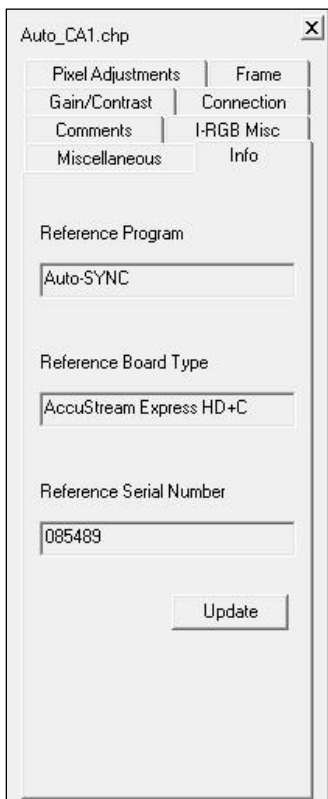 Auto_CA1.chp
Pixel Adjustments Frame
Gain/Contrast Connection
Comments I-RGB Misc
Miscellaneous Info
Reference Program
Auto-SYNC
Reference Board Type
AccuStream Express HD+C
Reference Serial Number
085489
Update